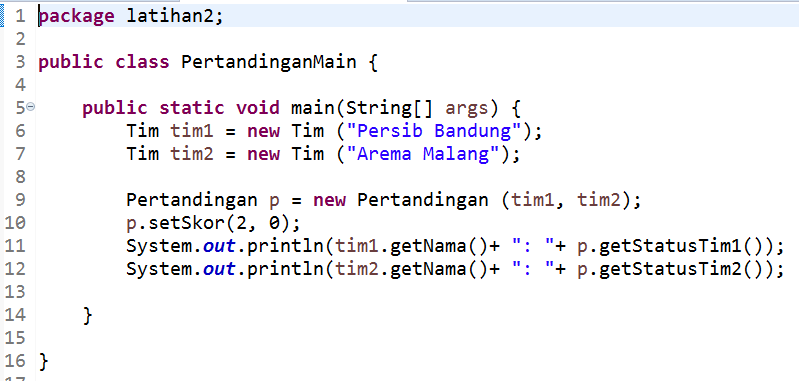 1 package latihan2;
2
3 public class PertandinganMain {
4
5 public static void main(String[] args) {
6 Tim tim1 = new Tim ("Persib Bandung");
7 Tim tim2 = new Tim ("Arema Malang");
8
9 Pertandingan p = new Pertandingan (tim1, tim2);
10 p.setSkor(2, 0);
11 System.out.println(tim1.getNama()+ ": "+ p.getStatusTim1());
12 System.out.println(tim2.getNama()+ ": "+ p.getStatusTim2());
13
14 }
15
16 }
17